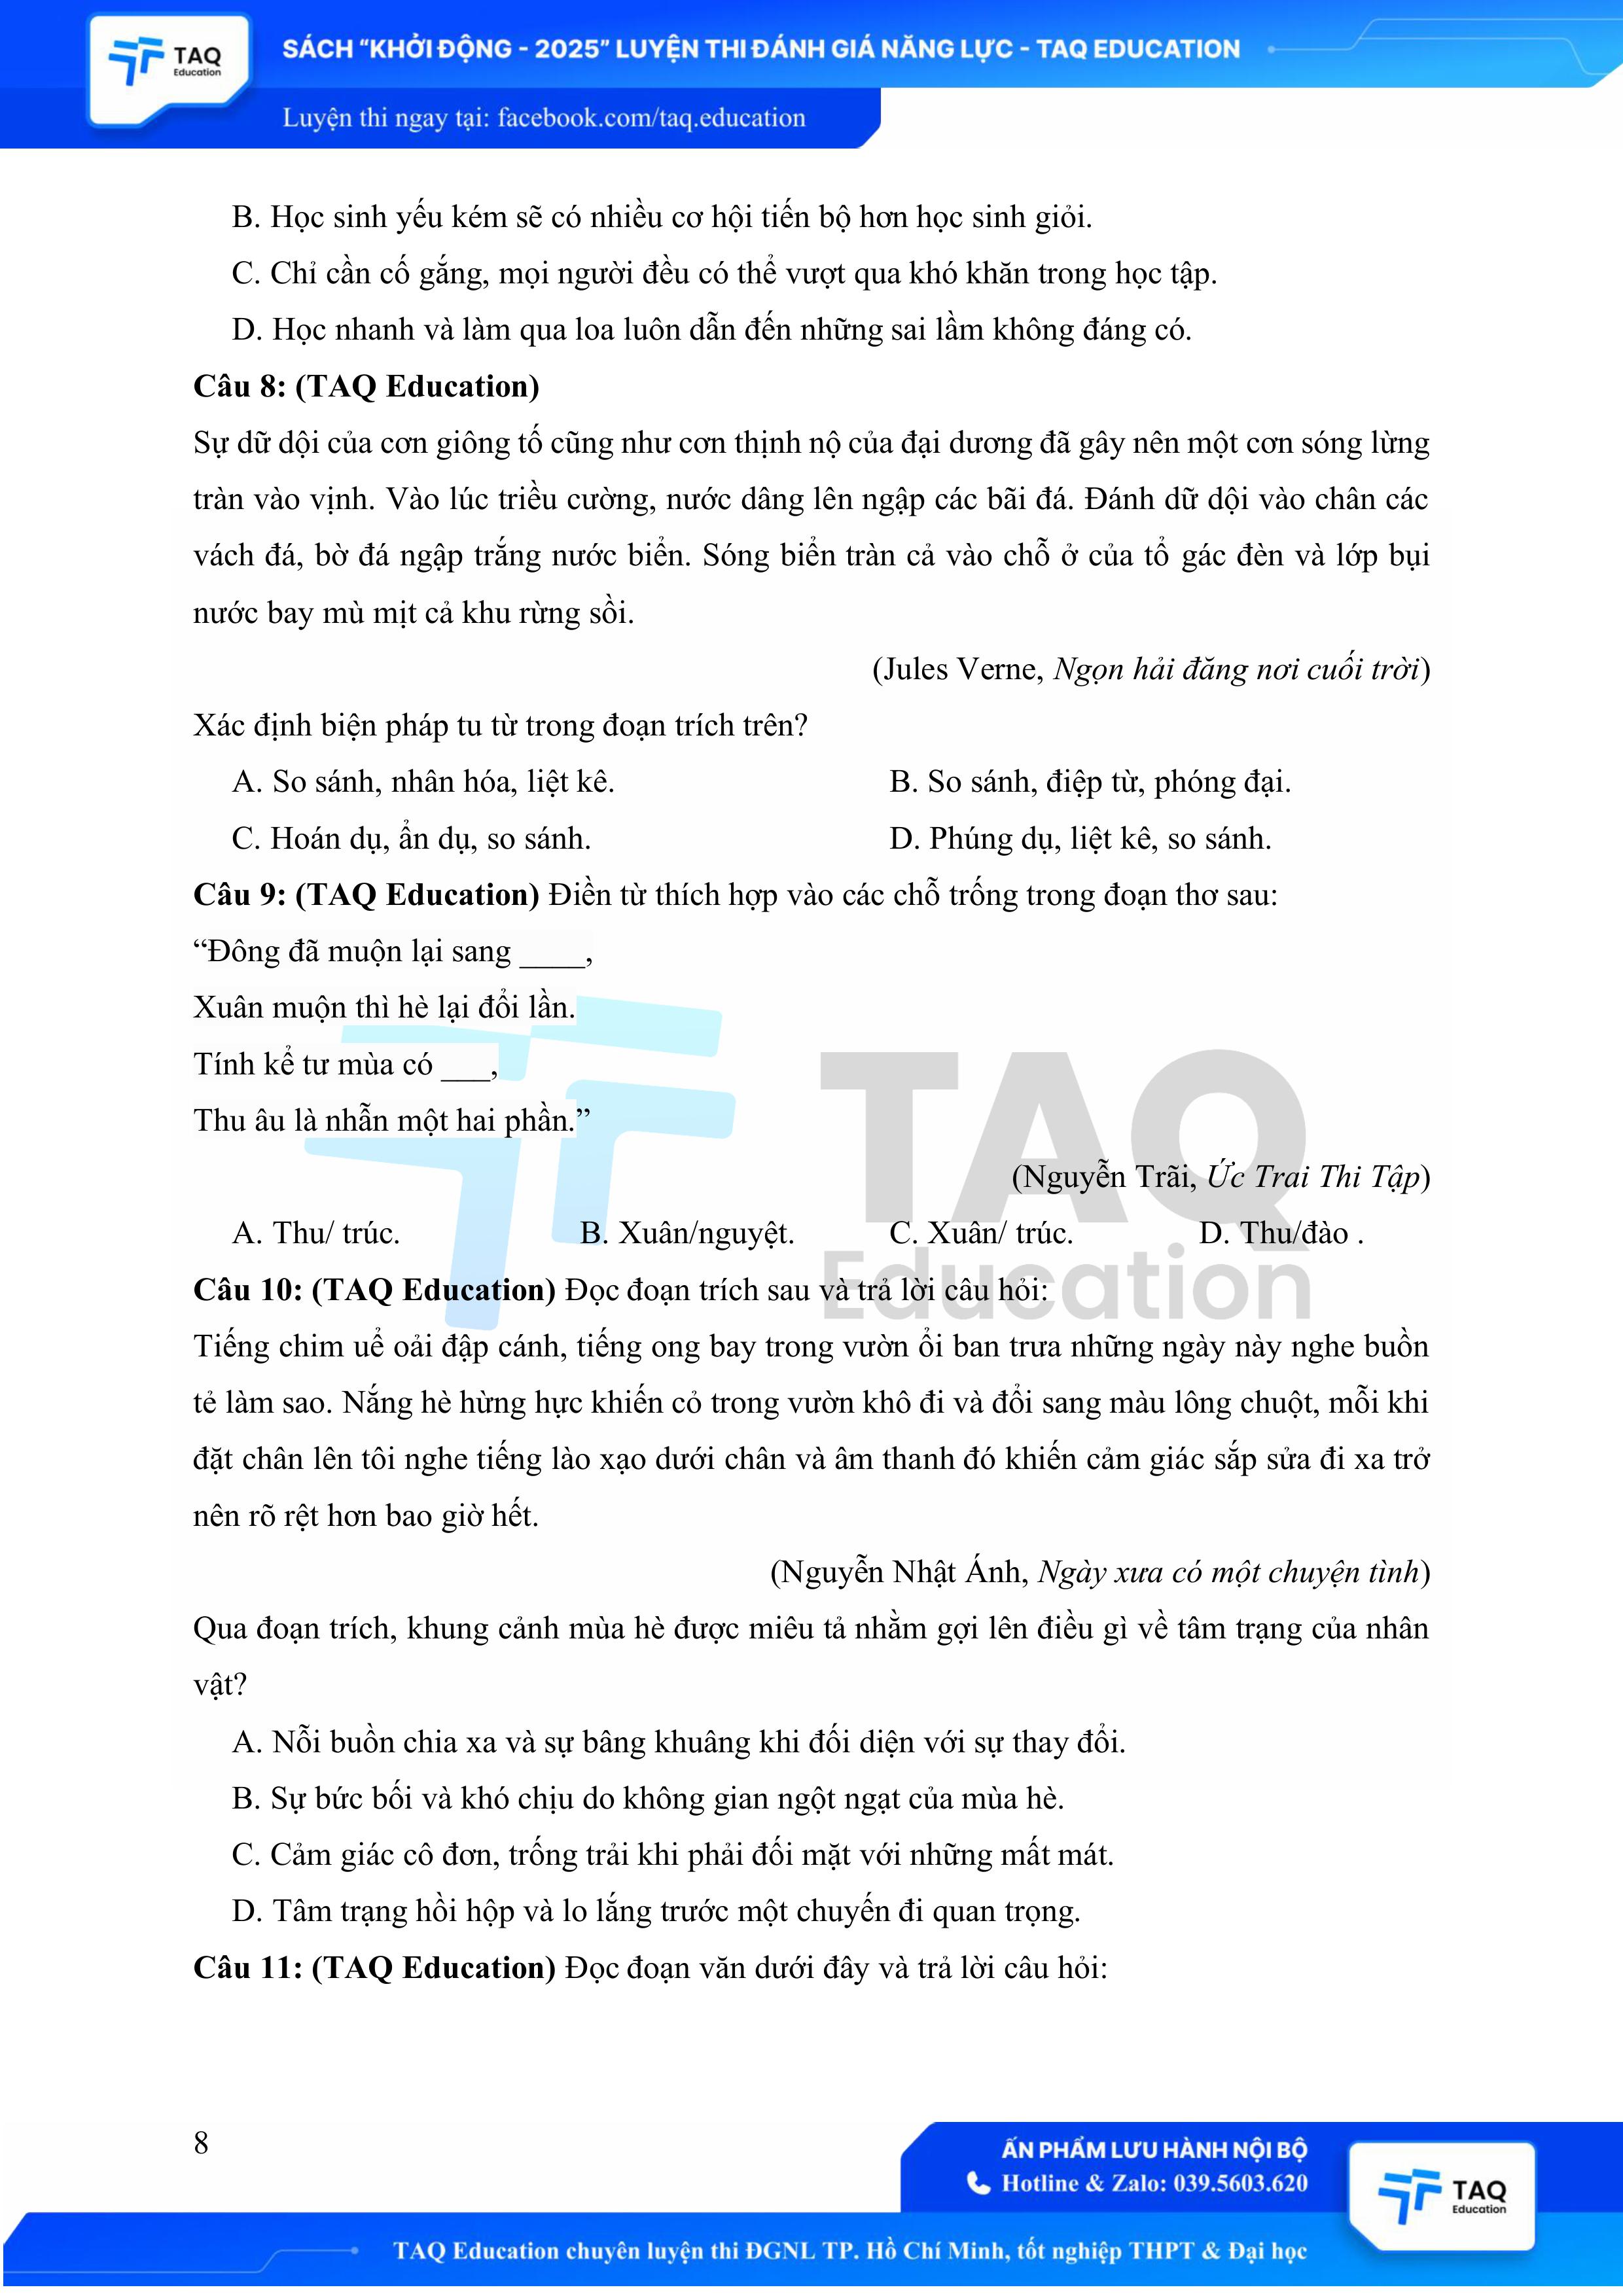 TAQ
Education
SÁCH “KHỞI ĐỘNG - 2025” LUYỆN THI ĐÁNH GIÁ NĂNG LỰC - TAQ EDUCATION
Luyện thi ngay tại: facebook.com/taq.education
B. Học sinh yếu kém sẽ có nhiều cơ hội tiến bộ hơn học sinh giỏi.
C. Chỉ cần cố gắng, mọi người đều có thể vượt qua khó khăn trong học tập.
D. Học nhanh và làm qua loa luôn dẫn đến những sai lầm không đáng có.
Câu 8: (TAQ Education)
Sự dữ dội của cơn giông tố cũng như cơn thịnh nộ của đại dương đã gây nên một cơn sóng lừng
tràn vào vịnh. Vào lúc triều cường, nước dâng lên ngập các bãi đá. Đánh dữ dội vào chân các
vách đá, bờ đá ngập trắng nước biển. Sóng biển tràn cả vào chỗ ở của tổ gác đèn và lớp bụi
nước bay mù mịt cả khu rừng sồi.
(Jules Verne, Ngọn hải đăng nơi cuối trời)
Xác định biện pháp tu từ trong đoạn trích trên?
A. So sánh, nhân hóa, liệt kê. B. So sánh, điệp từ, phóng đại.
C. Hoán dụ, ẩn dụ, so sánh. D. Phúng dụ, liệt kê, so sánh.
Câu 9: (TAQ Education) Điền từ thích hợp vào các chỗ trống trong đoạn thơ sau:
“Đông đã muộn lại sang ____,
Xuân muộn thì hè lại đổi lần.
Tính kể tư mùa có ___,
Thu âu là nhẫn một hai phần.”
(Nguyễn Trãi, Ức Trai Thi Tập)
A. Thu/ trúc. B. Xuân/nguyệt. C. Xuân/ trúc. D. Thu/đào .
Câu 10: (TAQ Education) Đọc đoạn trích sau và trả lời câu hỏi:
Tiếng chim uể oải đập cánh, tiếng ong bay trong vườn ổi ban trưa những ngày này nghe buồn
tẻ làm sao. Nắng hè hừng hực khiến cỏ trong vườn khô đi và đổi sang màu lông chuột, mỗi khi
đặt chân lên tôi nghe tiếng lào xạo dưới chân và âm thanh đó khiến cảm giác sắp sửa đi xa trở
nên rõ rệt hơn bao giờ hết.
(Nguyễn Nhật Ánh, Ngày xưa có một chuyện tình)
Qua đoạn trích, khung cảnh mùa hè được miêu tả nhằm gợi lên điều gì về tâm trạng của nhân
vật?
A. Nỗi buồn chia xa và sự bâng khuâng khi đối diện với sự thay đổi.
B. Sự bức bối và khó chịu do không gian ngột ngạt của mùa hè.
C. Cảm giác cô đơn, trống trải khi phải đối mặt với những mất mát.
D. Tâm trạng hồi hộp và lo lắng trước một chuyến đi quan trọng.
Câu 11: (TAQ Education) Đọc đoạn văn dưới đây và trả lời câu hỏi:
TAQ
Education
8
ẤN PHẨM LƯU HÀNH NỘI BỘ
Hotline & Zalo: 039.5603.620
TAQ
Education
TAQ Education chuyên luyện thi ĐGNL TP. Hồ Chí Minh, tốt nghiệp THPT & Đại học